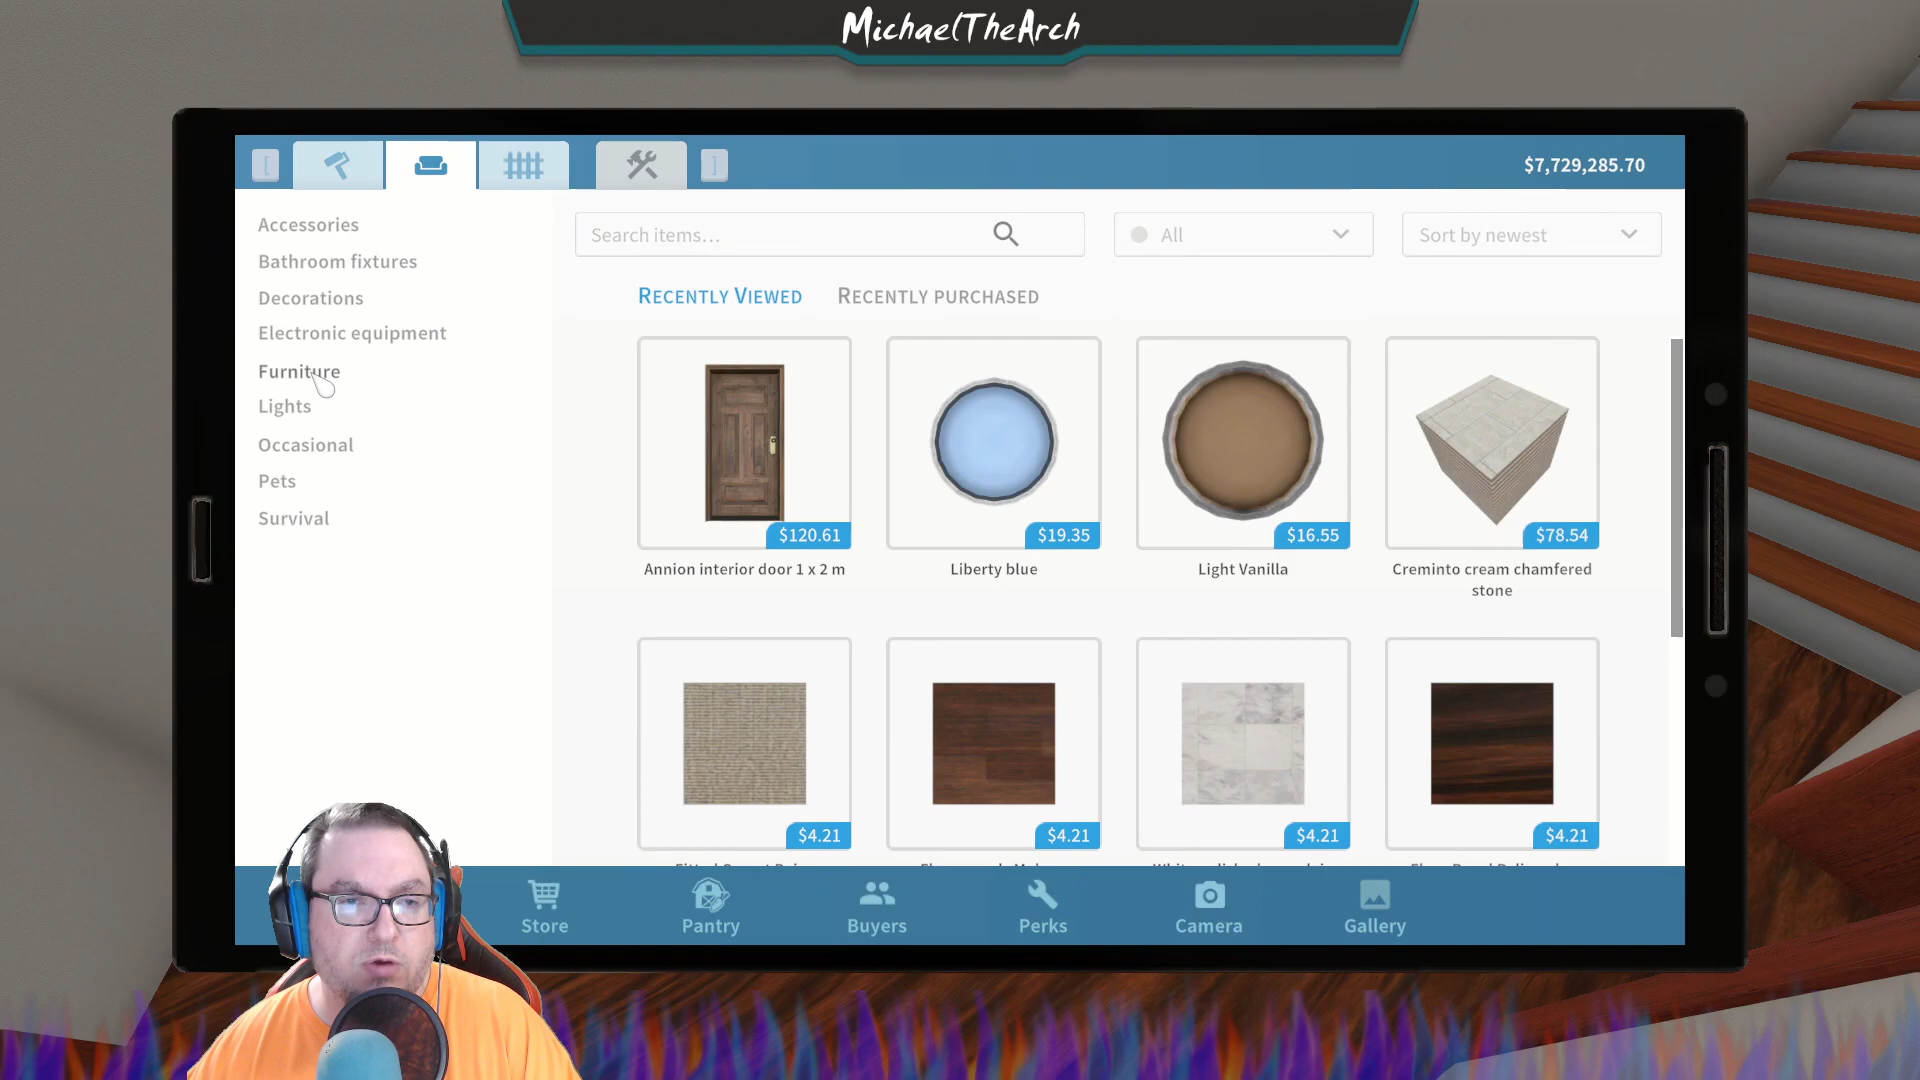 Michael(TheArch
[
]
$7,729,285.70
Accessories
Bathroom fixtures
Decorations
Electronic equipment
Furniture
Lights
Occasional
Pets
Survival
Search items...
All
Sort by newest
RECENTLY VIEWED
RECENTLY PURCHASED
$120.61
$19.35
$16.55
$78.54
Annion interior door 1 x 2 m
Liberty blue
Light Vanilla
Creminto cream chamfered
stone
$4.21
$4.21
$4.21
$4.21
Store
Pantry
Buyers
Perks
Camera
Gallery